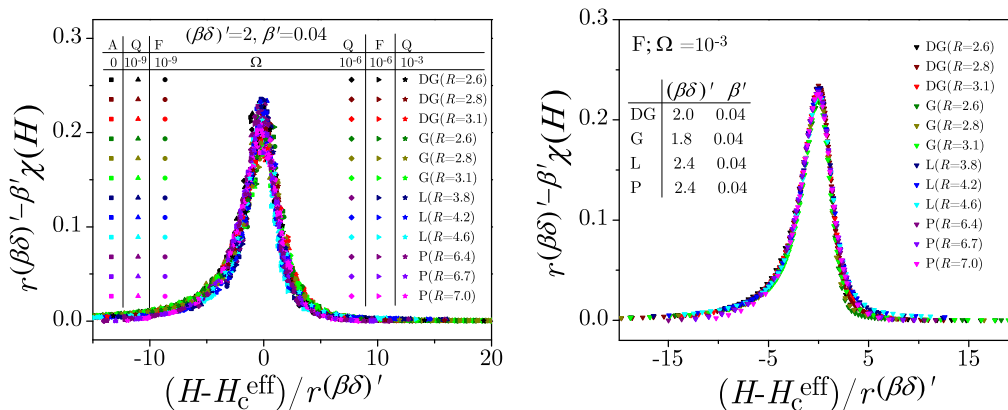 0.3
0.2
0.1
0.0
r^(βδ)′−β′χ(H)
(βδ)′=2, β′=0.04
A Q F Q F Q
0 10⁻⁹ 10⁻⁹ Ω 10⁻⁶ 10⁻⁶ 10⁻³
DG(R=2.6)
DG(R=2.8)
DG(R=3.1)
G(R=2.6)
G(R=2.8)
G(R=3.1)
L(R=3.8)
L(R=4.2)
L(R=4.6)
P(R=6.4)
P(R=6.7)
P(R=7.0)
-10 0 10 20
(H-H_c^eff)/r^(βδ)′
0.3
0.2
0.1
0.0
r^(βδ)′−β′χ(H)
F; Ω=10⁻³
(βδ)′ β′
DG 2.0 0.04
G 1.8 0.04
L 2.4 0.04
P 2.4 0.04
DG(R=2.6)
DG(R=2.8)
DG(R=3.1)
G(R=2.6)
G(R=2.8)
G(R=3.1)
L(R=3.8)
L(R=4.2)
L(R=4.6)
P(R=6.4)
P(R=6.7)
P(R=7.0)
-15 -5 5 15
(H-H_c^eff)/r^(βδ)′